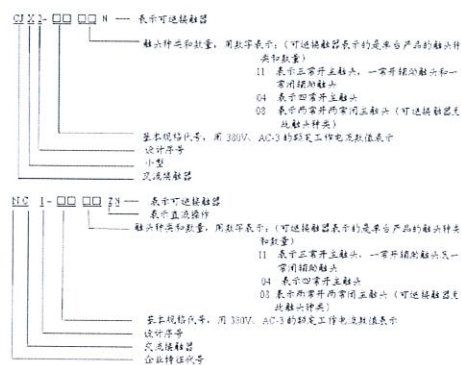 CJ X 2-□□ □□ N — 表示可逆接触器
触头种类和数量,用数字表示:(可逆接触器表示的是单台产品的触头种
类和数量)
11 表示三常开主触头,一常开辅助触头和一
常闭辅助触头
04 表示四常开主触头
08 表示两常开两常闭主触头(可逆接触器无
此触头种类)
基本规格代号,用 380V、AC-3 的额定工作电流数值表示
设计序号
小型
交流接触器
N C 1-□□ □□ ZN — 表示可逆接触器
表示直流操作
触头种类和数量,用数字表示:(可逆接触器表示的是单台产品的触头种类
和数量)
11 表示三常开主触头,一常开辅助触头及一
常闭辅助触头
04 表示四常开主触头
08 表示两常开两常闭主触头(可逆接触器无
此触头种类)
基本规格代号,用 380V、AC-3 的额定工作电流数值表示
设计序号
交流接触器
企业特征代号